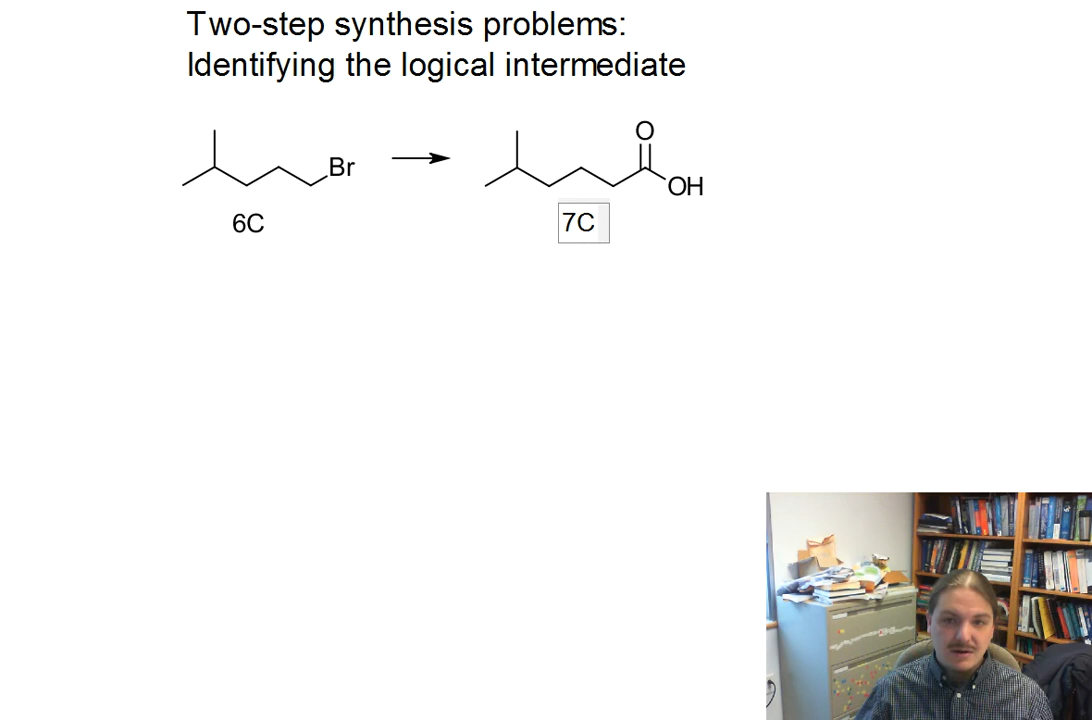 Two-step synthesis problems:
Identifying the logical intermediate
Br
O
OH
6C
7C